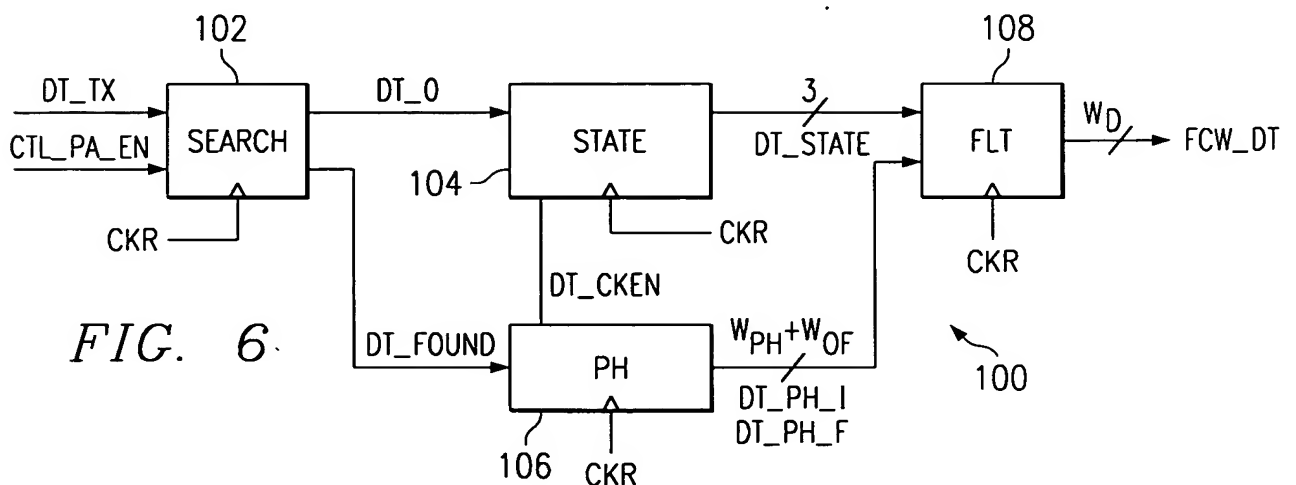 102
108
DT_TX
DT_0
3
W_D
CTL_PA_EN
SEARCH
STATE
DT_STATE
FLT
FCW_DT
104
CKR
CKR
CKR
DT_CKEN
FIG. 6.
DT_FOUND
PH
W_PH+W_OF
100
DT_PH_I
DT_PH_F
106
CKR